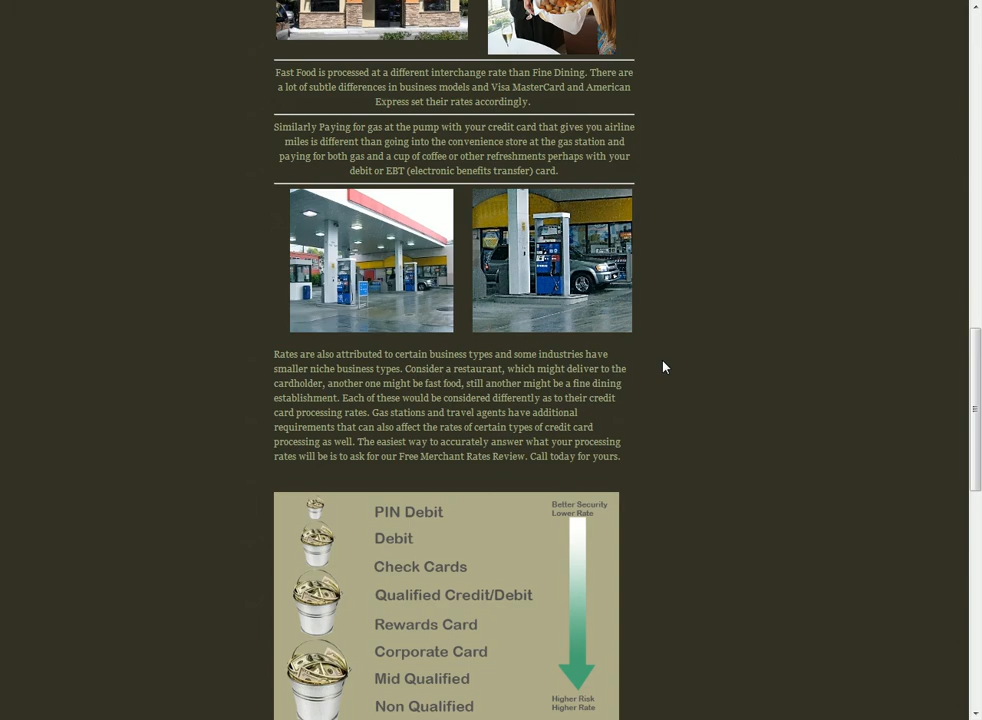 Fast Food is processed at a different interchange rate than Fine Dining. There are
a lot of subtle differences in business models and Visa MasterCard and American
Express set their rates accordingly.
Similarly Paying for gas at the pump with your credit card that gives you airline
miles is different than going into the convenience store at the gas station and
paying for both gas and a cup of coffee or other refreshments perhaps with your
debit or EBT (electronic benefits transfer) card.
Rates are also attributed to certain business types and some industries have
smaller niche business types. Consider a restaurant, which might deliver to the
cardholder, another one might be fast food, still another might be a fine dining
establishment. Each of these would be considered differently as to their credit
card processing rates. Gas stations and travel agents have additional
requirements that can also affect the rates of certain types of credit card
processing as well. The easiest way to accurately answer what your processing
rates will be is to ask for our Free Merchant Rates Review. Call today for yours.
Better Security
Lower Rate
PIN Debit
Debit
Check Cards
Qualified Credit/Debit
Rewards Card
Corporate Card
Mid Qualified
Non Qualified
Higher Risk
Higher Rate